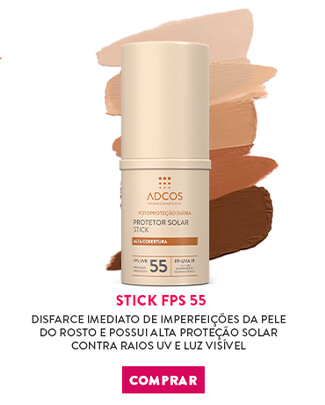 ADCOS
FOTOPROTEÇÃO DIÁRIA
PROTETOR SOLAR
STICK
ALTA COBERTURA
55
STICK FPS 55
DISFARCE IMEDIATO DE IMPERFEIÇÕES DA PELE
DO ROSTO E POSSUI ALTA PROTEÇÃO SOLAR
CONTRA RAIOS UV E LUZ VISÍVEL
COMPRAR